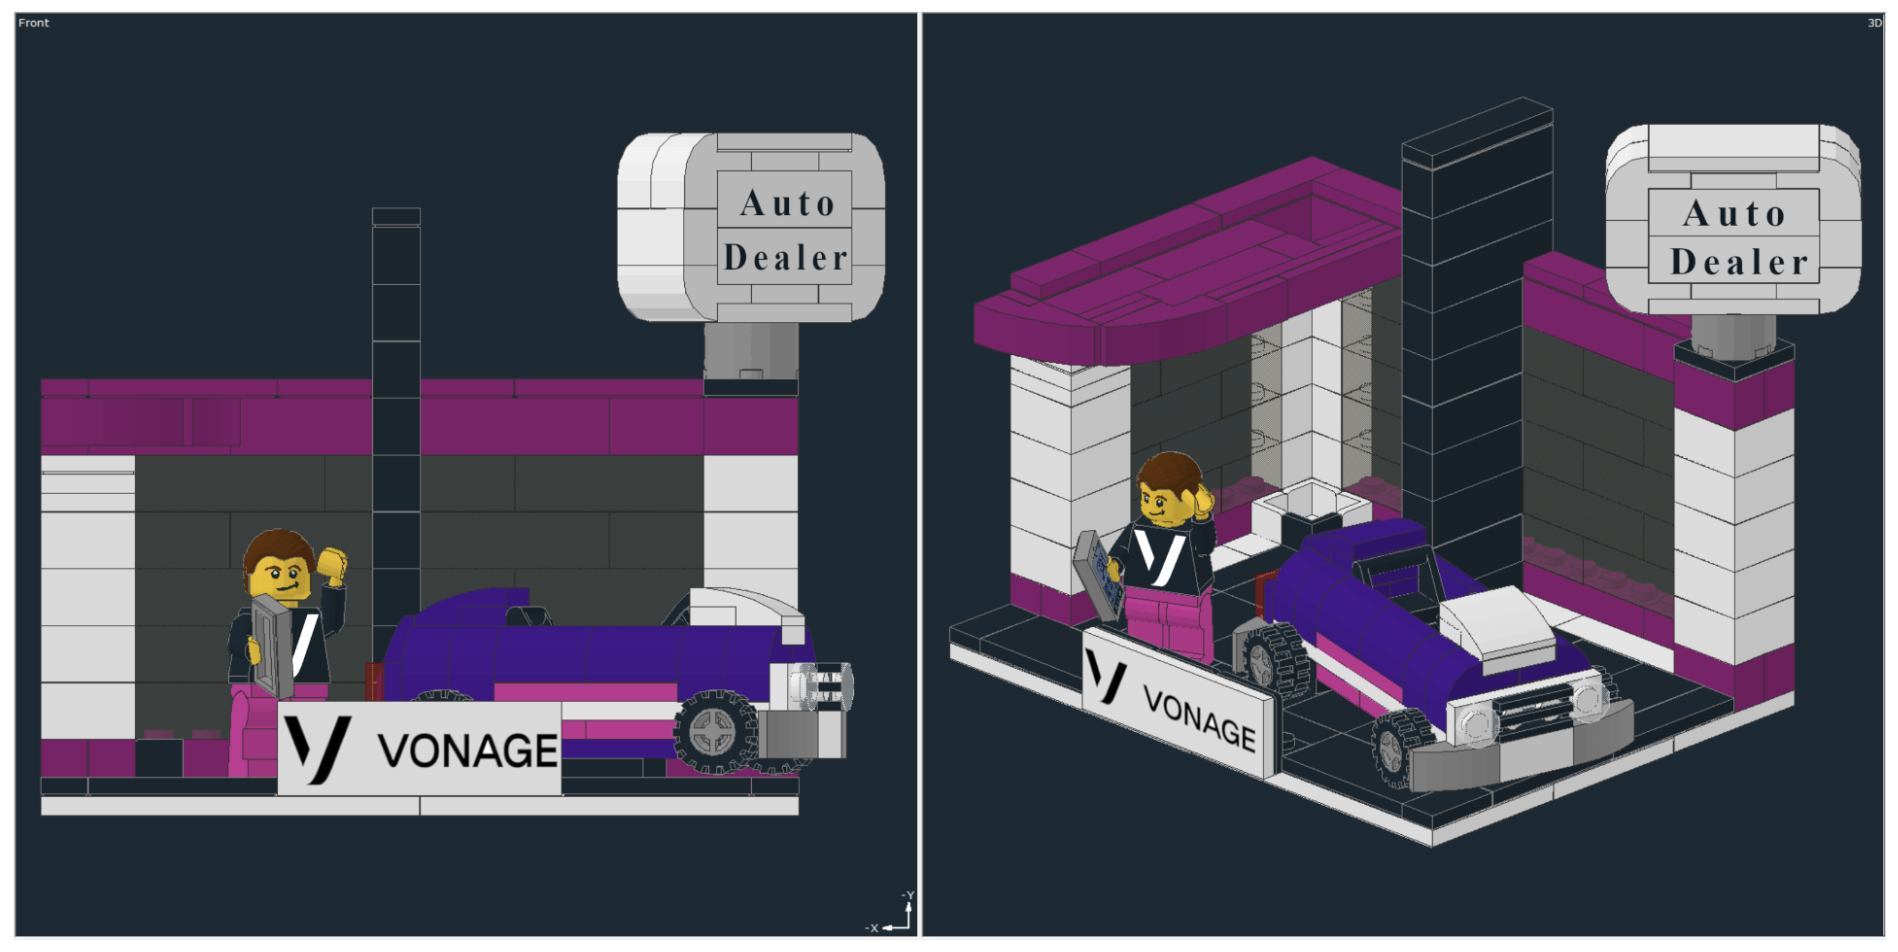 Front
Auto
Dealer
VONAGE
-Y
-X
3D
Auto
Dealer
VONAGE